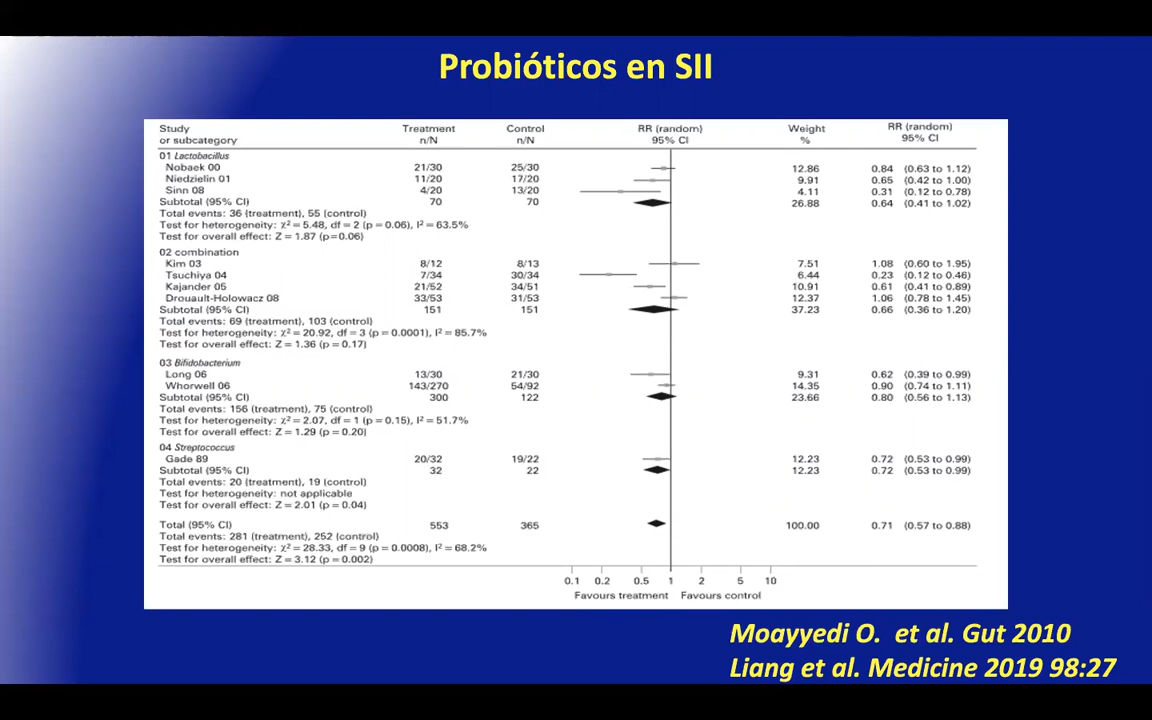 Probióticos en SII
Study Treatment Control RR (random) Weight RR (random)
or subcategory n/N n/N 95% CI % 95% CI
01 Lactobacillus
Nobaek 00 21/30 25/30 12.86 0.84 (0.63 to 1.12)
Niedzielin 01 11/20 17/20 9.91 0.65 (0.42 to 1.00)
Sinn 08 4/20 13/20 4.11 0.31 (0.12 to 0.78)
Subtotal (95% CI) 70 70 26.88 0.64 (0.41 to 1.02)
Total events: 36 (treatment), 55 (control)
Test for heterogeneity: χ² = 5.48, df = 2 (p = 0.06), I² = 63.5%
Test for overall effect: Z = 1.87 (p=0.06)
02 combination
Kim 03 8/12 8/13 7.51 1.08 (0.60 to 1.95)
Tsuchiya 04 7/34 30/34 6.44 0.23 (0.12 to 0.46)
Kajander 05 21/52 34/51 10.91 0.61 (0.41 to 0.89)
Drouault-Holowacz 08 33/53 31/53 12.37 1.06 (0.78 to 1.45)
Subtotal (95% CI) 151 151 37.23 0.66 (0.36 to 1.20)
Total events: 69 (treatment), 103 (control)
Test for heterogeneity: χ² = 20.92, df = 3 (p = 0.0001), I² = 85.7%
Test for overall effect: Z = 1.36 (p = 0.17)
03 Bifidobacterium
Long 06 13/30 21/30 9.31 0.62 (0.39 to 0.99)
Whorwell 06 143/270 54/92 14.35 0.90 (0.74 to 1.11)
Subtotal (95% CI) 300 122 23.66 0.80 (0.56 to 1.13)
Total events: 156 (treatment), 75 (control)
Test for heterogeneity: χ² = 2.07, df = 1 (p = 0.15), I² = 51.7%
Test for overall effect: Z = 1.29 (p = 0.20)
04 Streptococcus
Gade 89 20/32 19/22 12.23 0.72 (0.53 to 0.99)
Subtotal (95% CI) 32 22 12.23 0.72 (0.53 to 0.99)
Total events: 20 (treatment), 19 (control)
Test for heterogeneity: not applicable
Test for overall effect: Z = 2.01 (p = 0.04)
Total (95% CI) 553 365 100.00 0.71 (0.57 to 0.88)
Total events: 281 (treatment), 252 (control)
Test for heterogeneity: χ² = 28.33, df = 9 (p = 0.0008), I² = 68.2%
Test for overall effect: Z = 3.12 (p = 0.002)
0.1 0.2 0.5 1 2 5 10
Favours treatment Favours control
Moayyedi O. et al. Gut 2010
Liang et al. Medicine 2019 98:27